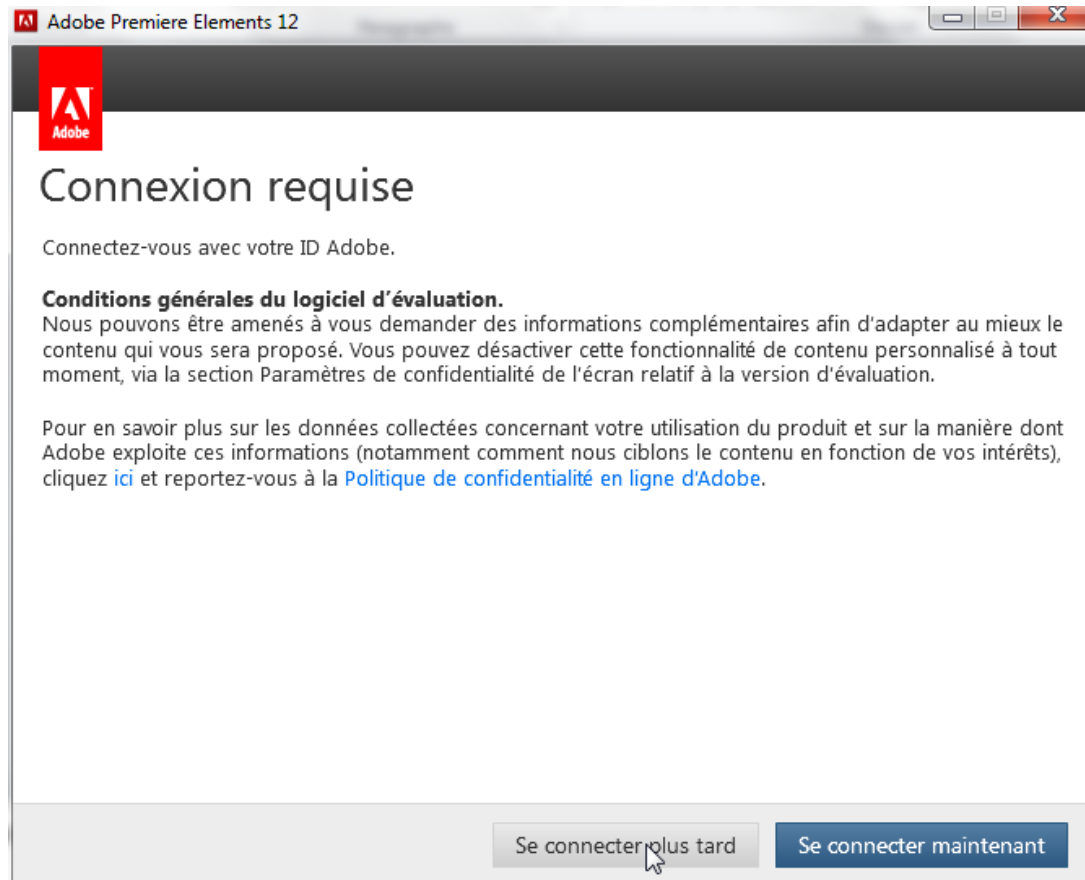 Adobe Premiere Elements 12
Adobe
Connexion requise
Connectez-vous avec votre ID Adobe.
Conditions générales du logiciel d'évaluation.
Nous pouvons être amenés à vous demander des informations complémentaires afin d'adapter au mieux le
contenu qui vous sera proposé. Vous pouvez désactiver cette fonctionnalité de contenu personnalisé à tout
moment, via la section Paramètres de confidentialité de l'écran relatif à la version d'évaluation.
Pour en savoir plus sur les données collectées concernant votre utilisation du produit et sur la manière dont
Adobe exploite ces informations (notamment comment nous ciblons le contenu en fonction de vos intérêts),
cliquez ici et reportez-vous à la Politique de confidentialité en ligne d'Adobe.
Se connecter plus tard
Se connecter maintenant